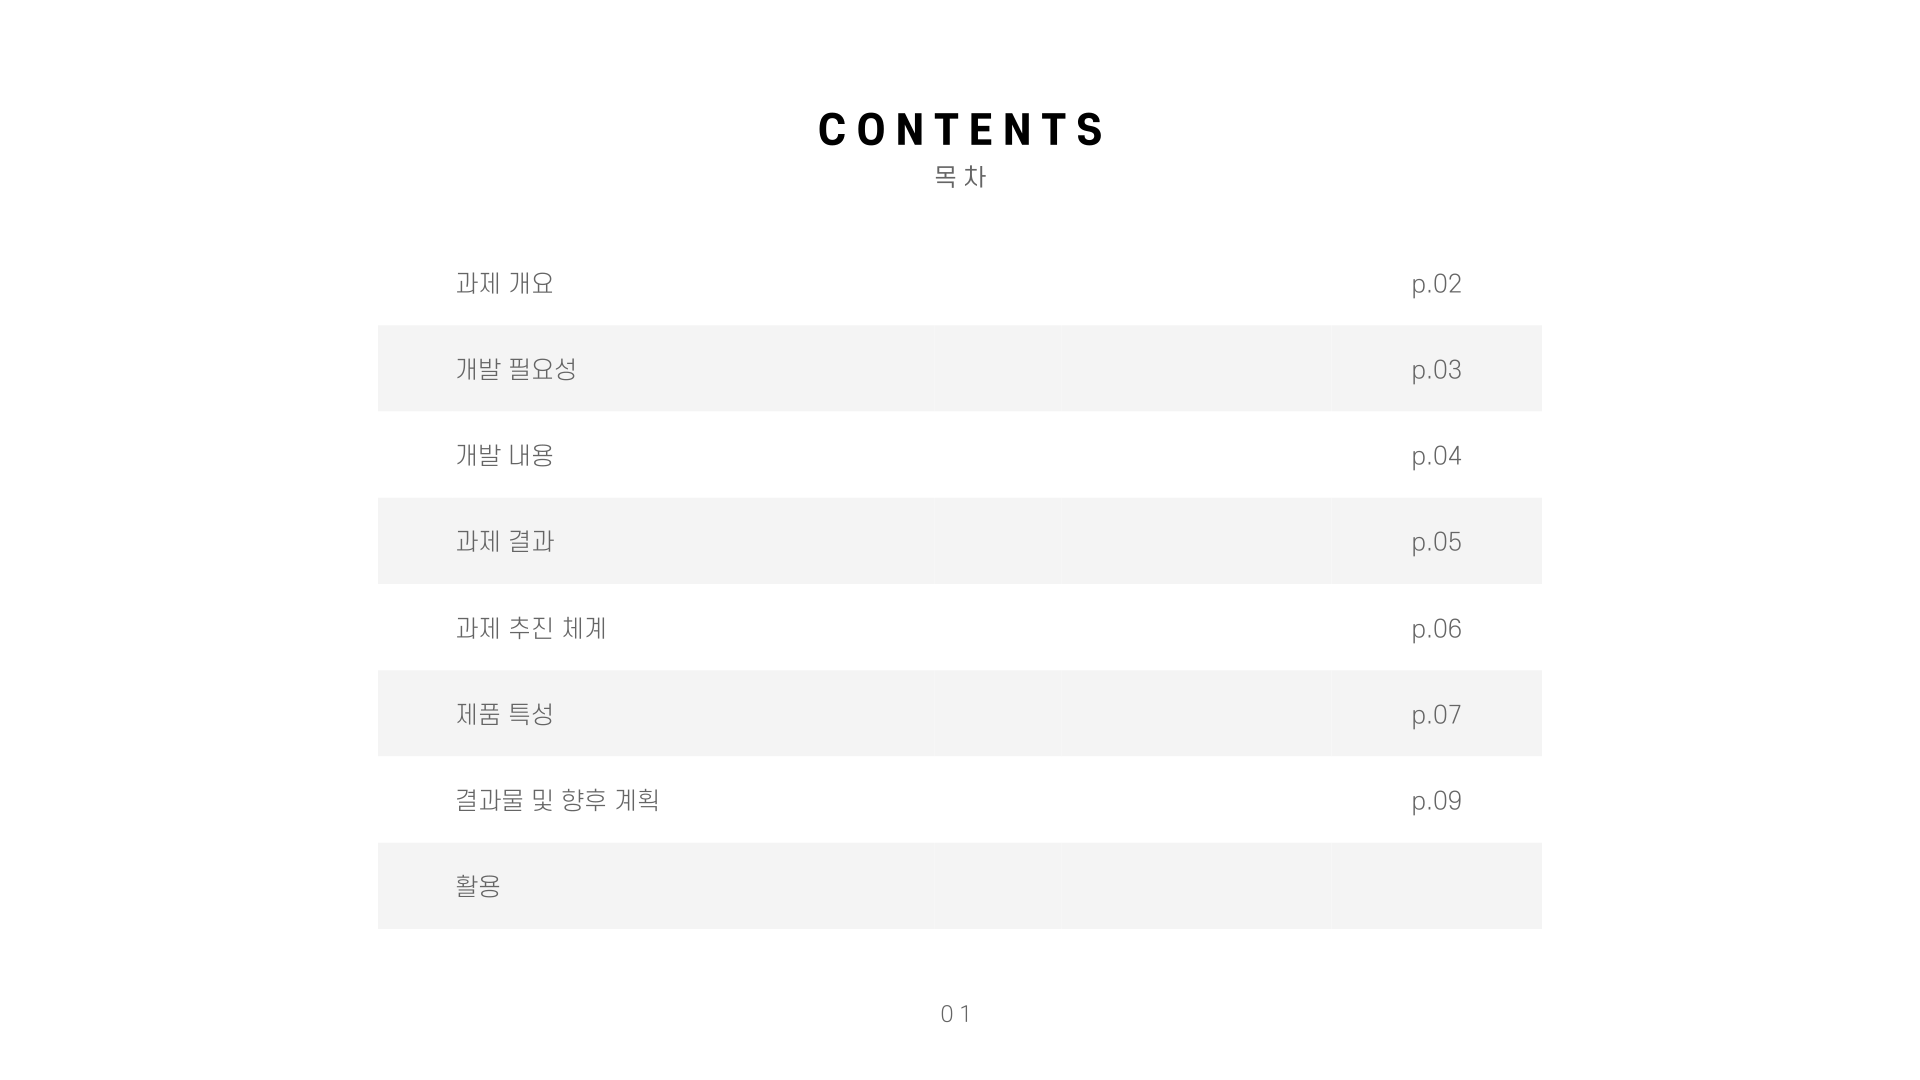 CONTENTS
목차
과제 개요 p.02
개발 필요성 p.03
개발 내용 p.04
과제 결과 p.05
과제 추진 체계 p.06
제품 특성 p.07
결과물 및 향후 계획 p.09
활용
01